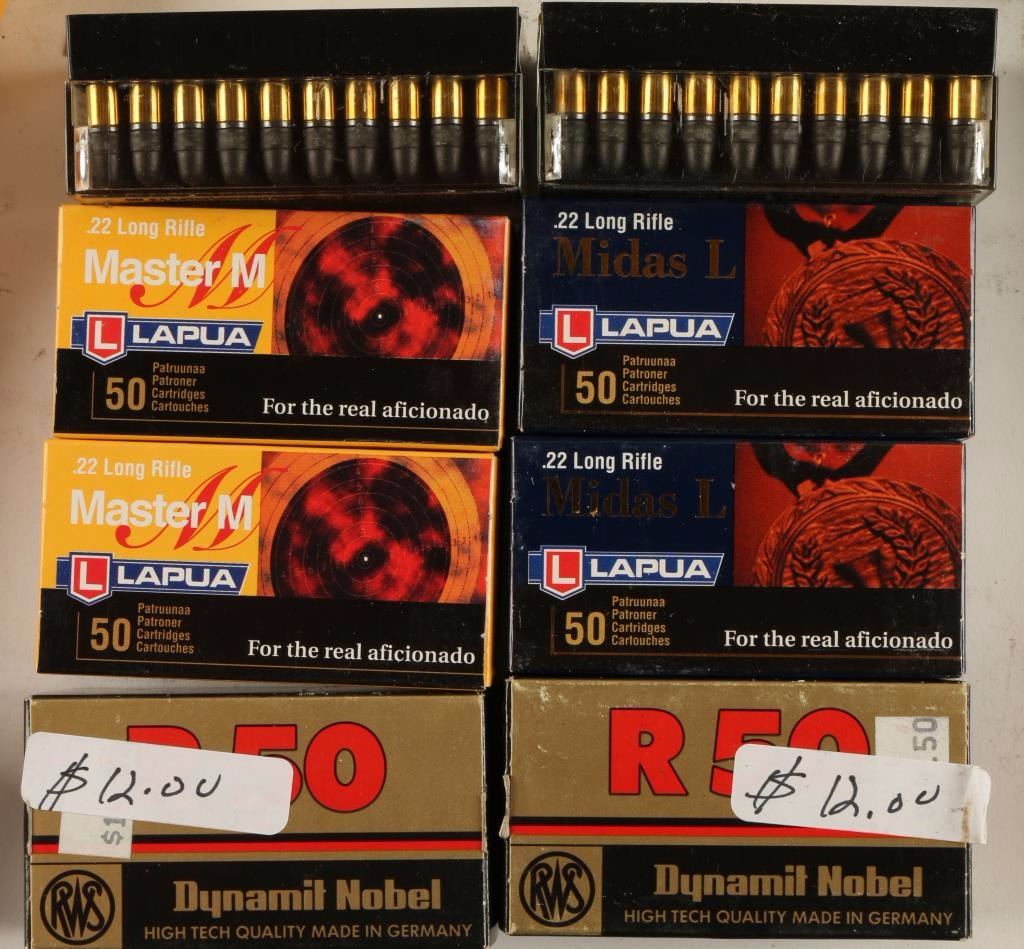 .22 Long Rifle
Master M
M
L LAPUA
50
Patruunaa
Patroner
Cartridges
Cartouches
For the real aficionado
.22 Long Rifle
Midas L
L LAPUA
50
Patruunaa
Patroner
Cartridges
Cartouches
For the real aficionado
.22 Long Rifle
Master M
M
L LAPUA
50
Patruunaa
Patroner
Cartridges
Cartouches
For the real aficionado
.22 Long Rifle
Midas L
L LAPUA
50
Patruunaa
Patroner
Cartridges
Cartouches
For the real aficionado
50
$12.00
RWS
Dynamit Nobel
HIGH TECH QUALITY MADE IN GERMANY
R 50
$12.00
RWS
Dynamit Nobel
HIGH TECH QUALITY MADE IN GERMANY